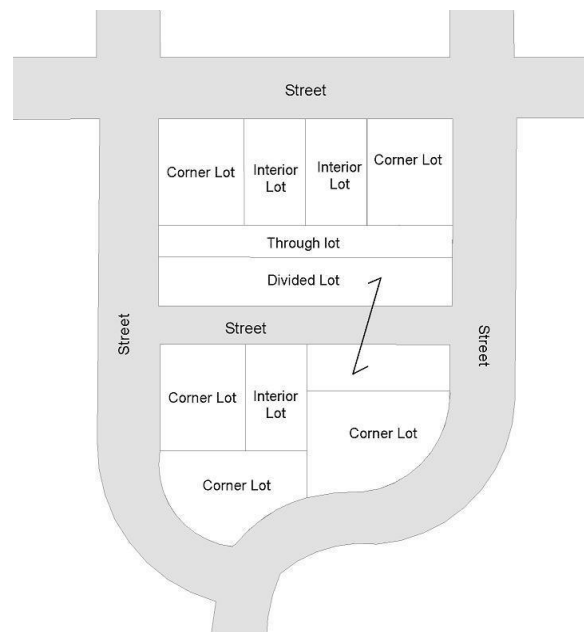 Street
Corner Lot
Interior
Lot
Interior
Lot
Corner Lot
Through lot
Divided Lot
Street
Street
Street
Corner Lot
Interior
Lot
Corner Lot
Corner Lot